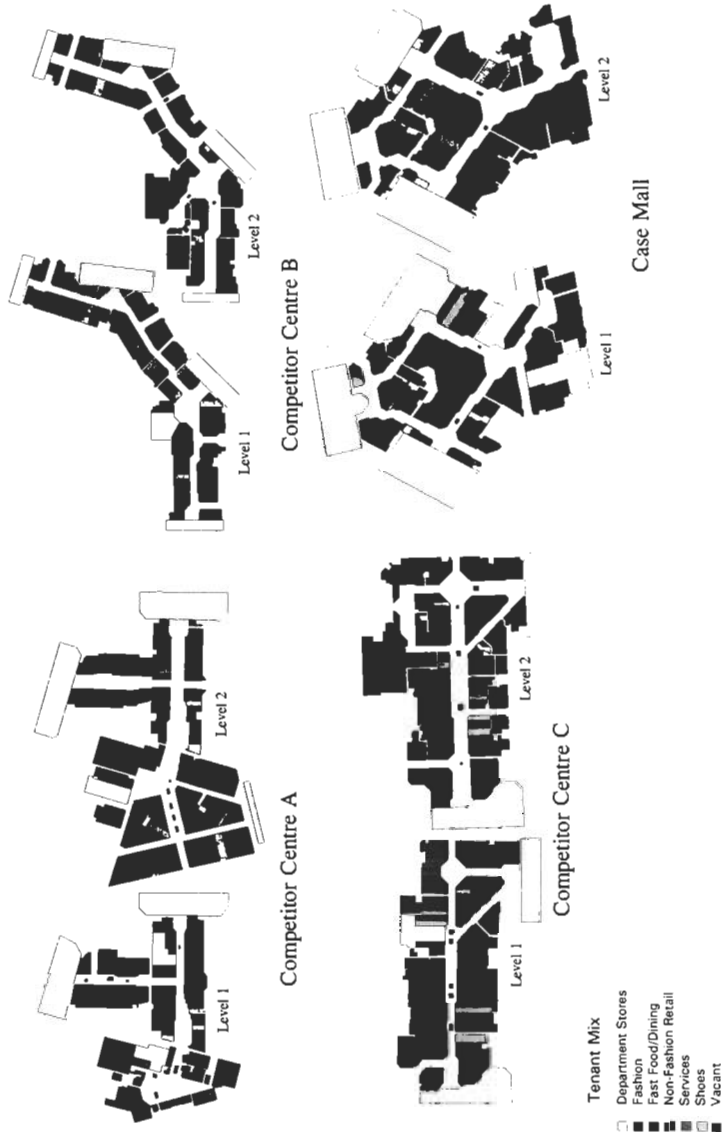 Level 1
Level 2
Competitor Centre A
Level 1
Level 2
Competitor Centre B
Level 1
Level 2
Competitor Centre C
Level 1
Level 2
Case Mall
Tenant Mix
Department Stores
Fashion
Fast Food/Dining
Non-Fashion Retail
Services
Shoes
Vacant